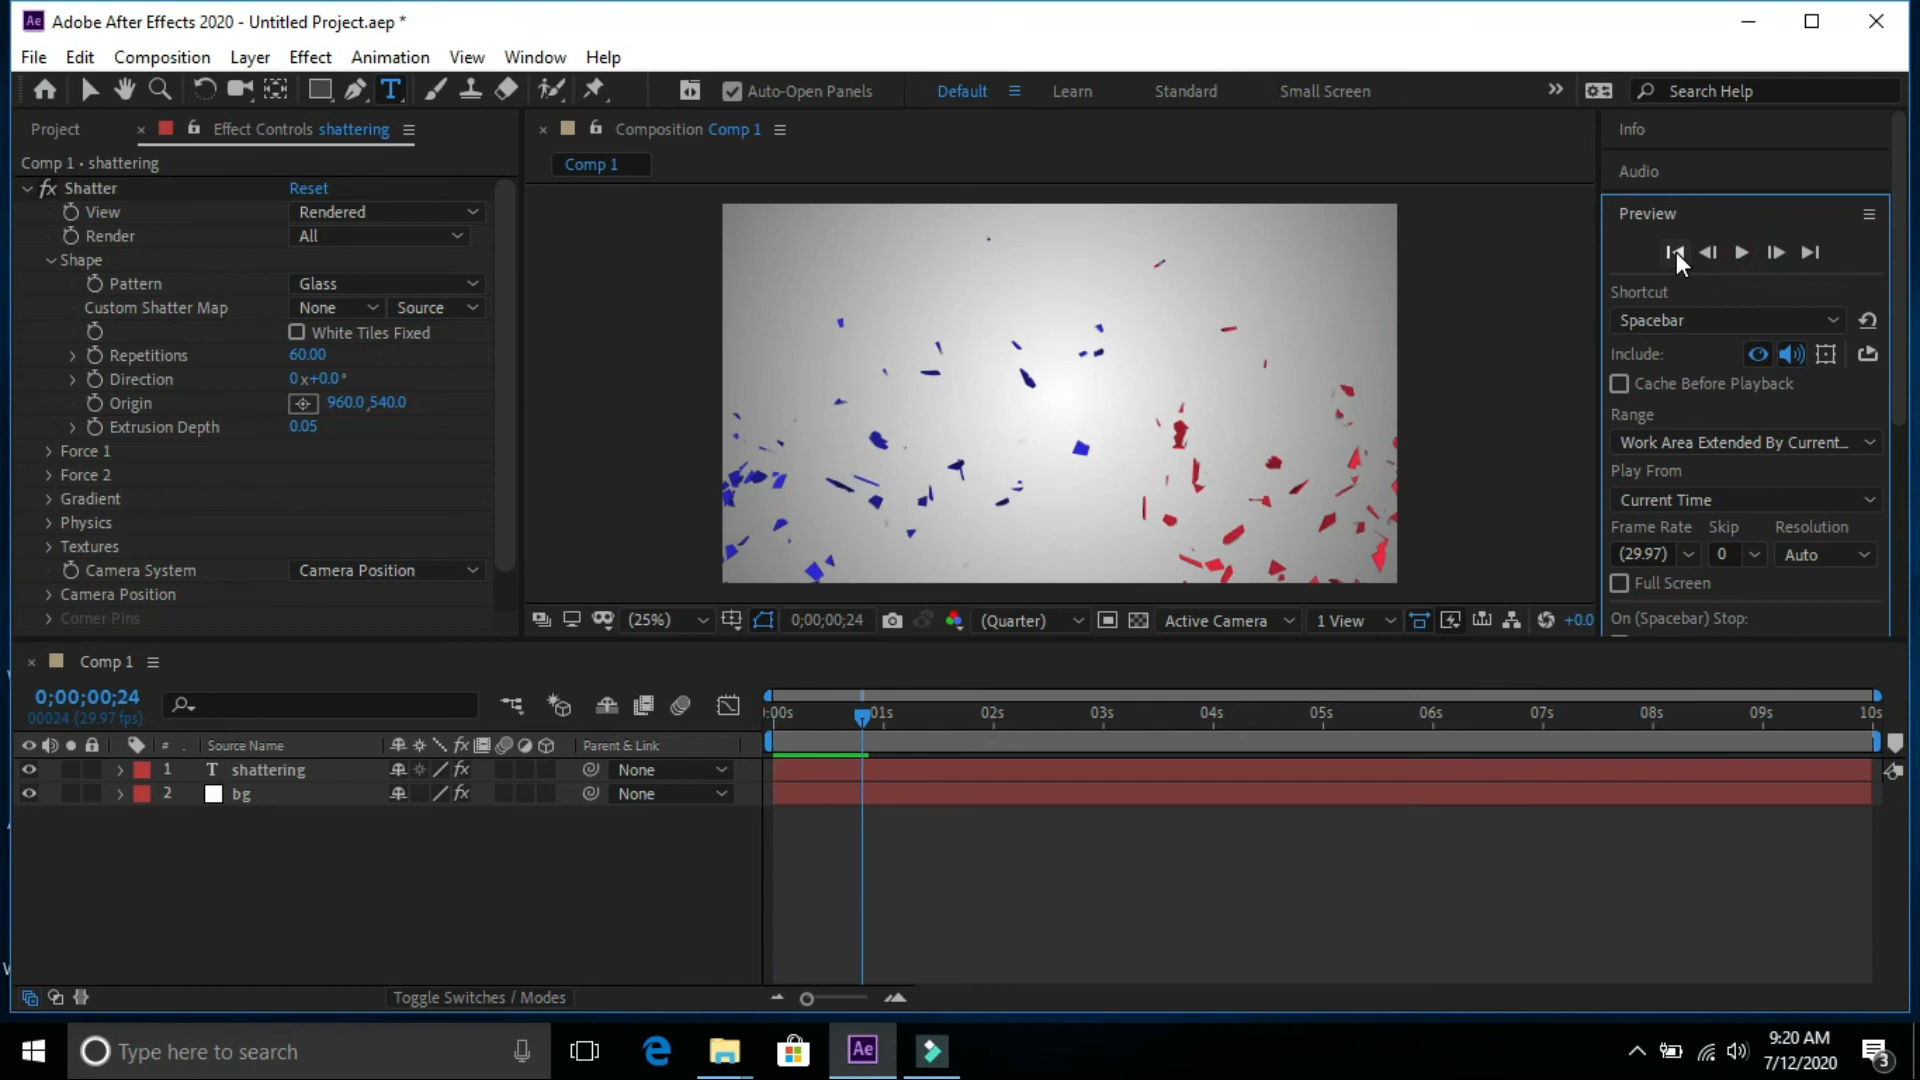 Ae Adobe After Effects 2020 - Untitled Project.aep *
File Edit Composition Layer Effect Animation View Window Help
T Auto-Open Panels Default Learn Standard Small Screen Search Help
Project Effect Controls shattering
Comp 1 • shattering
fx Shatter Reset
View Rendered
Render All
Shape
Pattern Glass
Custom Shatter Map None Source
White Tiles Fixed
Repetitions 60.00
Direction 0x+0.0°
Origin 960.0,540.0
Extrusion Depth 0.05
Force 1
Force 2
Gradient
Physics
Textures
Camera System Camera Position
Camera Position
Corner Pins
Composition Comp 1
Comp 1
(25%) 0;00;00;24 (Quarter) Active Camera 1 View +0.0
Info
Audio
Preview
Shortcut
Spacebar
Include:
Cache Before Playback
Range
Work Area Extended By Current...
Play From
Current Time
Frame Rate Skip Resolution
(29.97) 0 Auto
Full Screen
On (Spacebar) Stop:
Comp 1
0;00;00;24
00024 (29.97 fps)
:00s 01s 02s 03s 04s 05s 06s 07s 08s 09s 10s
# . Source Name fx Parent & Link
1 T shattering fx None
2 bg fx None
Toggle Switches / Modes
Type here to search
Ae
9:20 AM
7/12/2020
3